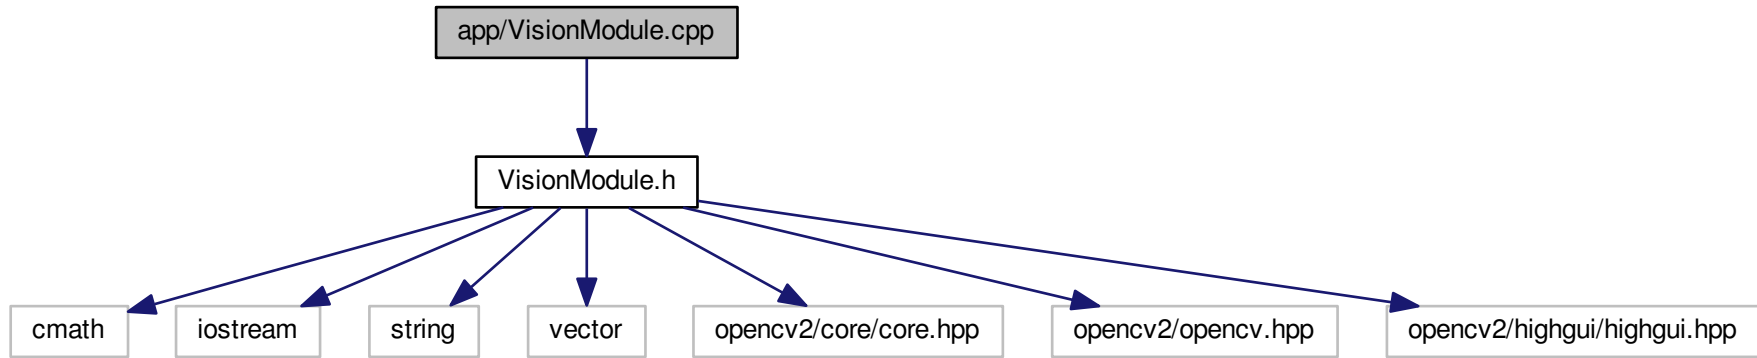 app/VisionModule.cpp
VisionModule.h
cmath
iostream
string
vector
opencv2/core/core.hpp
opencv2/opencv.hpp
opencv2/highgui/highgui.hpp